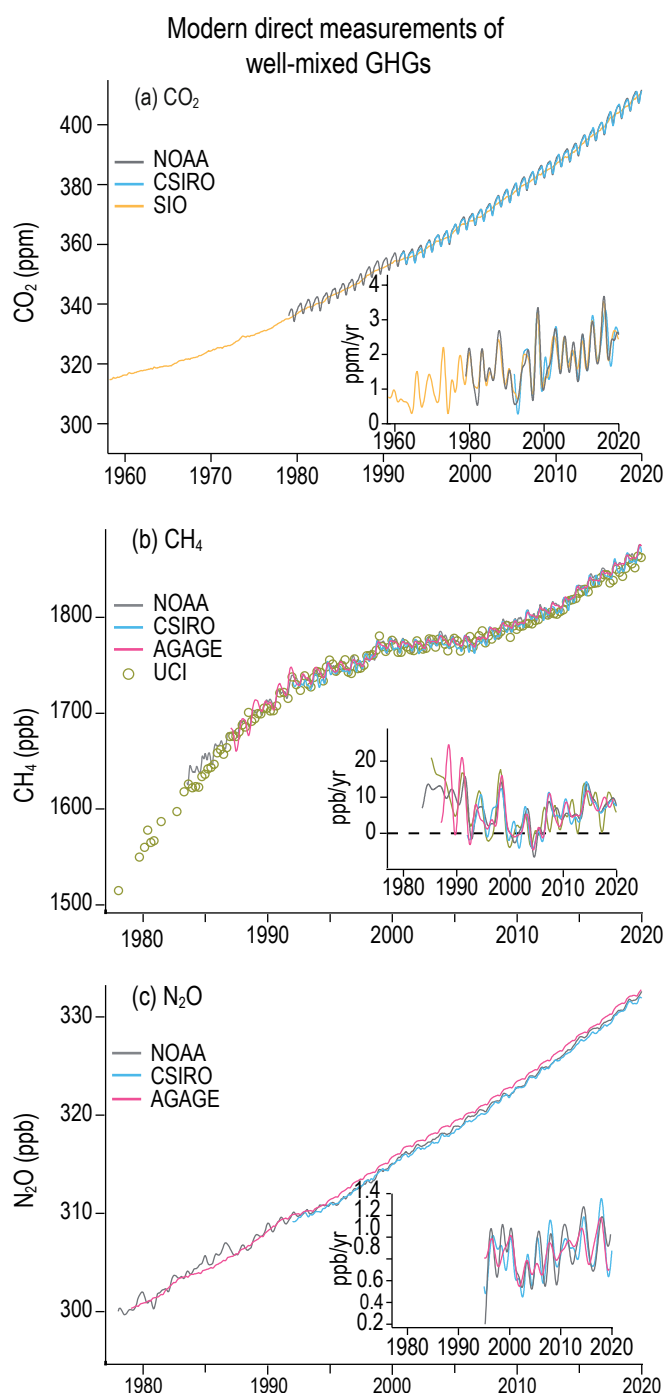 Modern direct measurements of
well-mixed GHGs
(a) CO₂
400
380
360
340
320
300
CO₂ (ppm)
NOAA
CSIRO
SIO
4
3
2
1
0
ppm/yr
1960 1980 2000 2020
1960 1970 1980 1990 2000 2010 2020
(b) CH₄
1800
1700
1600
1500
CH₄ (ppb)
NOAA
CSIRO
AGAGE
UCI
20
10
0
ppb/yr
1980 1990 2000 2010 2020
1980 1990 2000 2010 2020
(c) N₂O
330
320
310
300
N₂O (ppb)
NOAA
CSIRO
AGAGE
1.4
1.2
1.0
0.8
0.6
0.4
0.2
ppb/yr
1980 1990 2000 2010 2020
1980 1990 2000 2010 2020